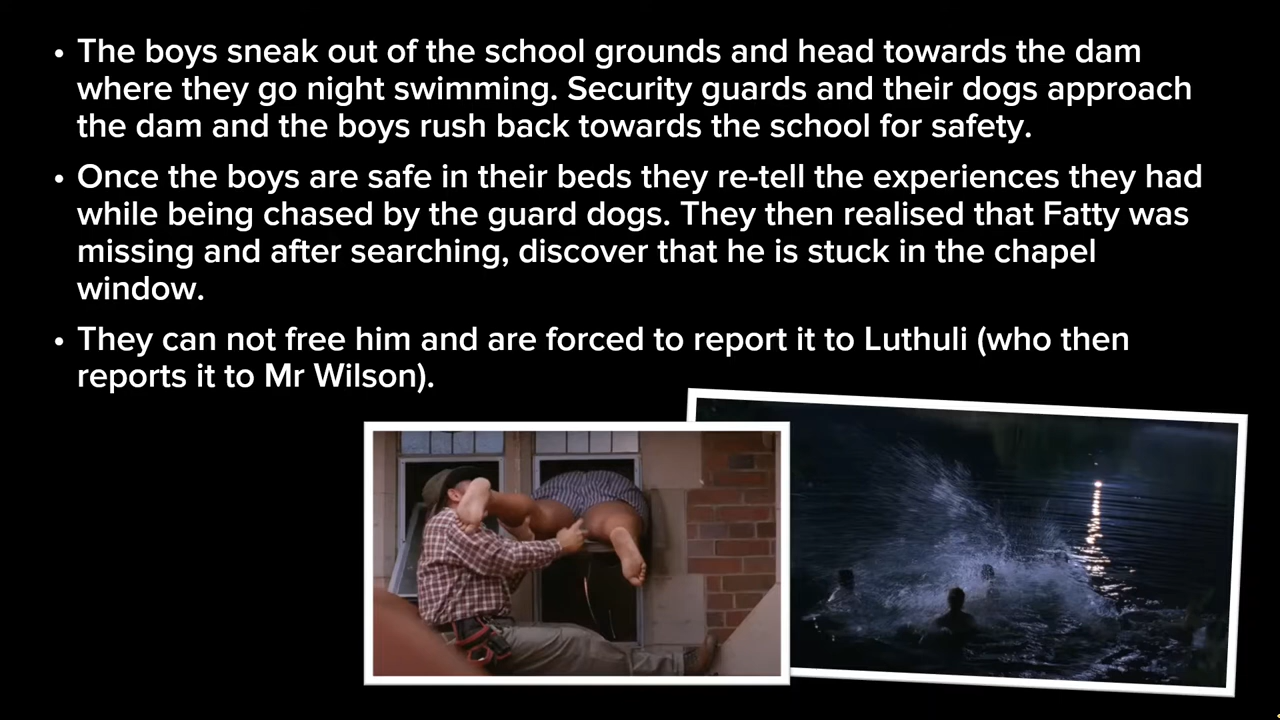 • The boys sneak out of the school grounds and head towards the dam
where they go night swimming. Security guards and their dogs approach
the dam and the boys rush back towards the school for safety.
• Once the boys are safe in their beds they re-tell the experiences they had
while being chased by the guard dogs. They then realised that Fatty was
missing and after searching, discover that he is stuck in the chapel
window.
• They can not free him and are forced to report it to Luthuli (who then
reports it to Mr Wilson).